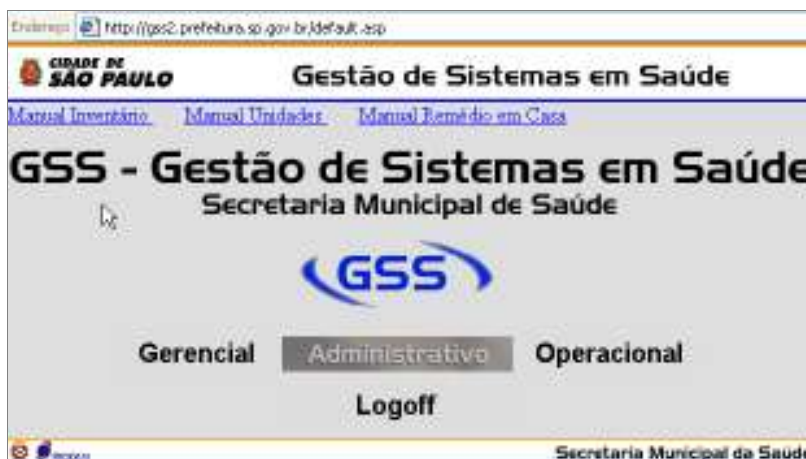 Endereço http://gss2.prefeitura.sp.gov.br/default.asp
CIDADE DE
SÃO PAULO
Gestão de Sistemas em Saúde
Manual Inventário Manual Unidades Manual Remédio em Casa
GSS - Gestão de Sistemas em Saúde
Secretaria Municipal de Saúde
GSS
Gerencial Administrativo Operacional
Logoff
Secretaria Municipal da Saúde